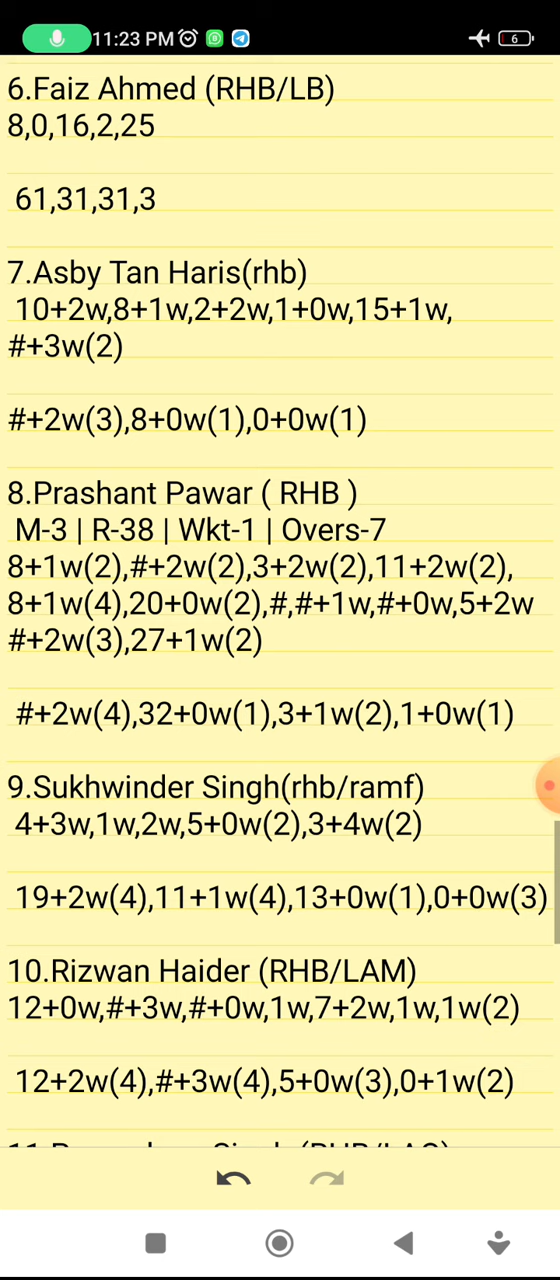 11:23 PM
6
6.Faiz Ahmed (RHB/LB)
8,0,16,2,25
61,31,31,3
7.Asby Tan Haris(rhb)
10+2w,8+1w,2+2w,1+0w,15+1w,
#+3w(2)
#+2w(3),8+0w(1),0+0w(1)
8.Prashant Pawar ( RHB )
M-3 | R-38 | Wkt-1 | Overs-7
8+1w(2),#+2w(2),3+2w(2),11+2w(2),
8+1w(4),20+0w(2),#,#+1w,#+0w,5+2w
#+2w(3),27+1w(2)
#+2w(4),32+0w(1),3+1w(2),1+0w(1)
9.Sukhwinder Singh(rhb/ramf)
4+3w,1w,2w,5+0w(2),3+4w(2)
19+2w(4),11+1w(4),13+0w(1),0+0w(3)
10.Rizwan Haider (RHB/LAM)
12+0w,#+3w,#+0w,1w,7+2w,1w,1w(2)
12+2w(4),#+3w(4),5+0w(3),0+1w(2)